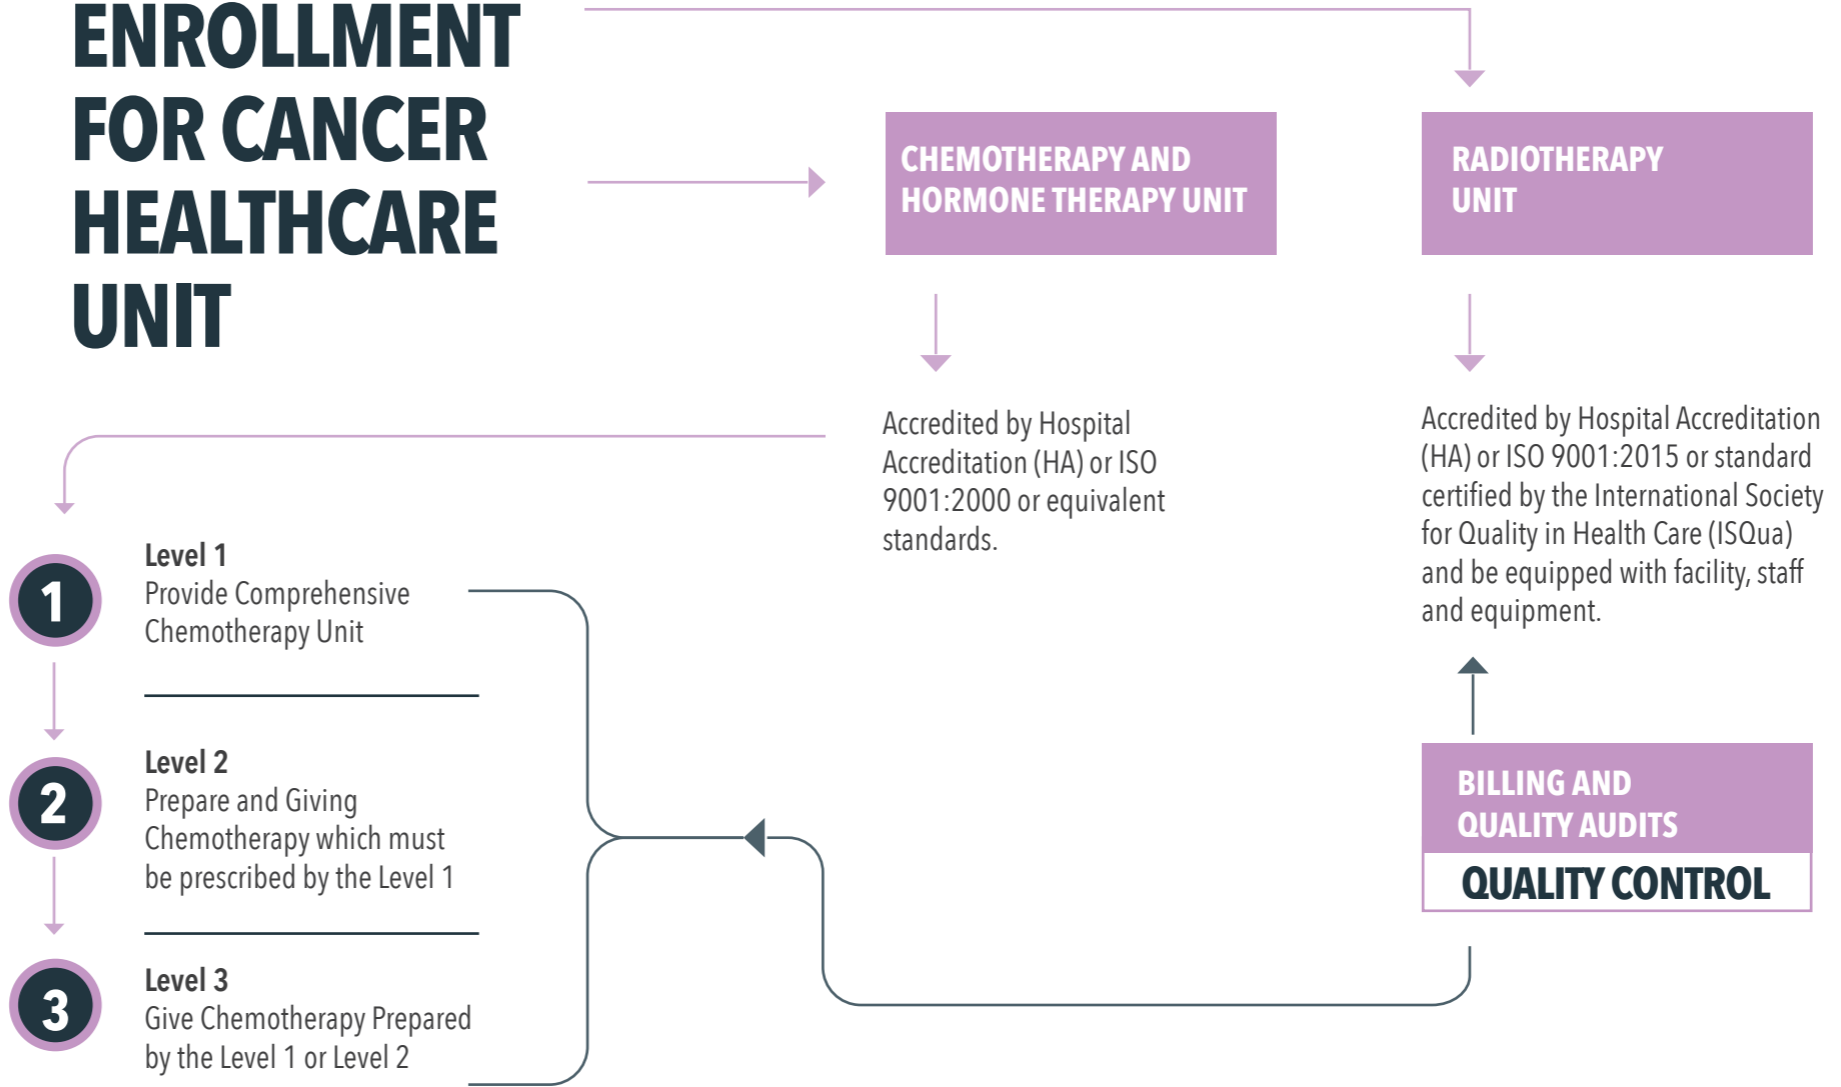 ENROLLMENT
FOR CANCER
HEALTHCARE
UNIT
CHEMOTHERAPY AND
HORMONE THERAPY UNIT
RADIOTHERAPY
UNIT
Accredited by Hospital
Accreditation (HA) or ISO
9001:2000 or equivalent
standards.
Accredited by Hospital Accreditation
(HA) or ISO 9001:2015 or standard
certified by the International Society
for Quality in Health Care (ISQua)
and be equipped with facility, staff
and equipment.
1
Level 1
Provide Comprehensive
Chemotherapy Unit
2
Level 2
Prepare and Giving
Chemotherapy which must
be prescribed by the Level 1
3
Level 3
Give Chemotherapy Prepared
by the Level 1 or Level 2
BILLING AND
QUALITY AUDITS
QUALITY CONTROL